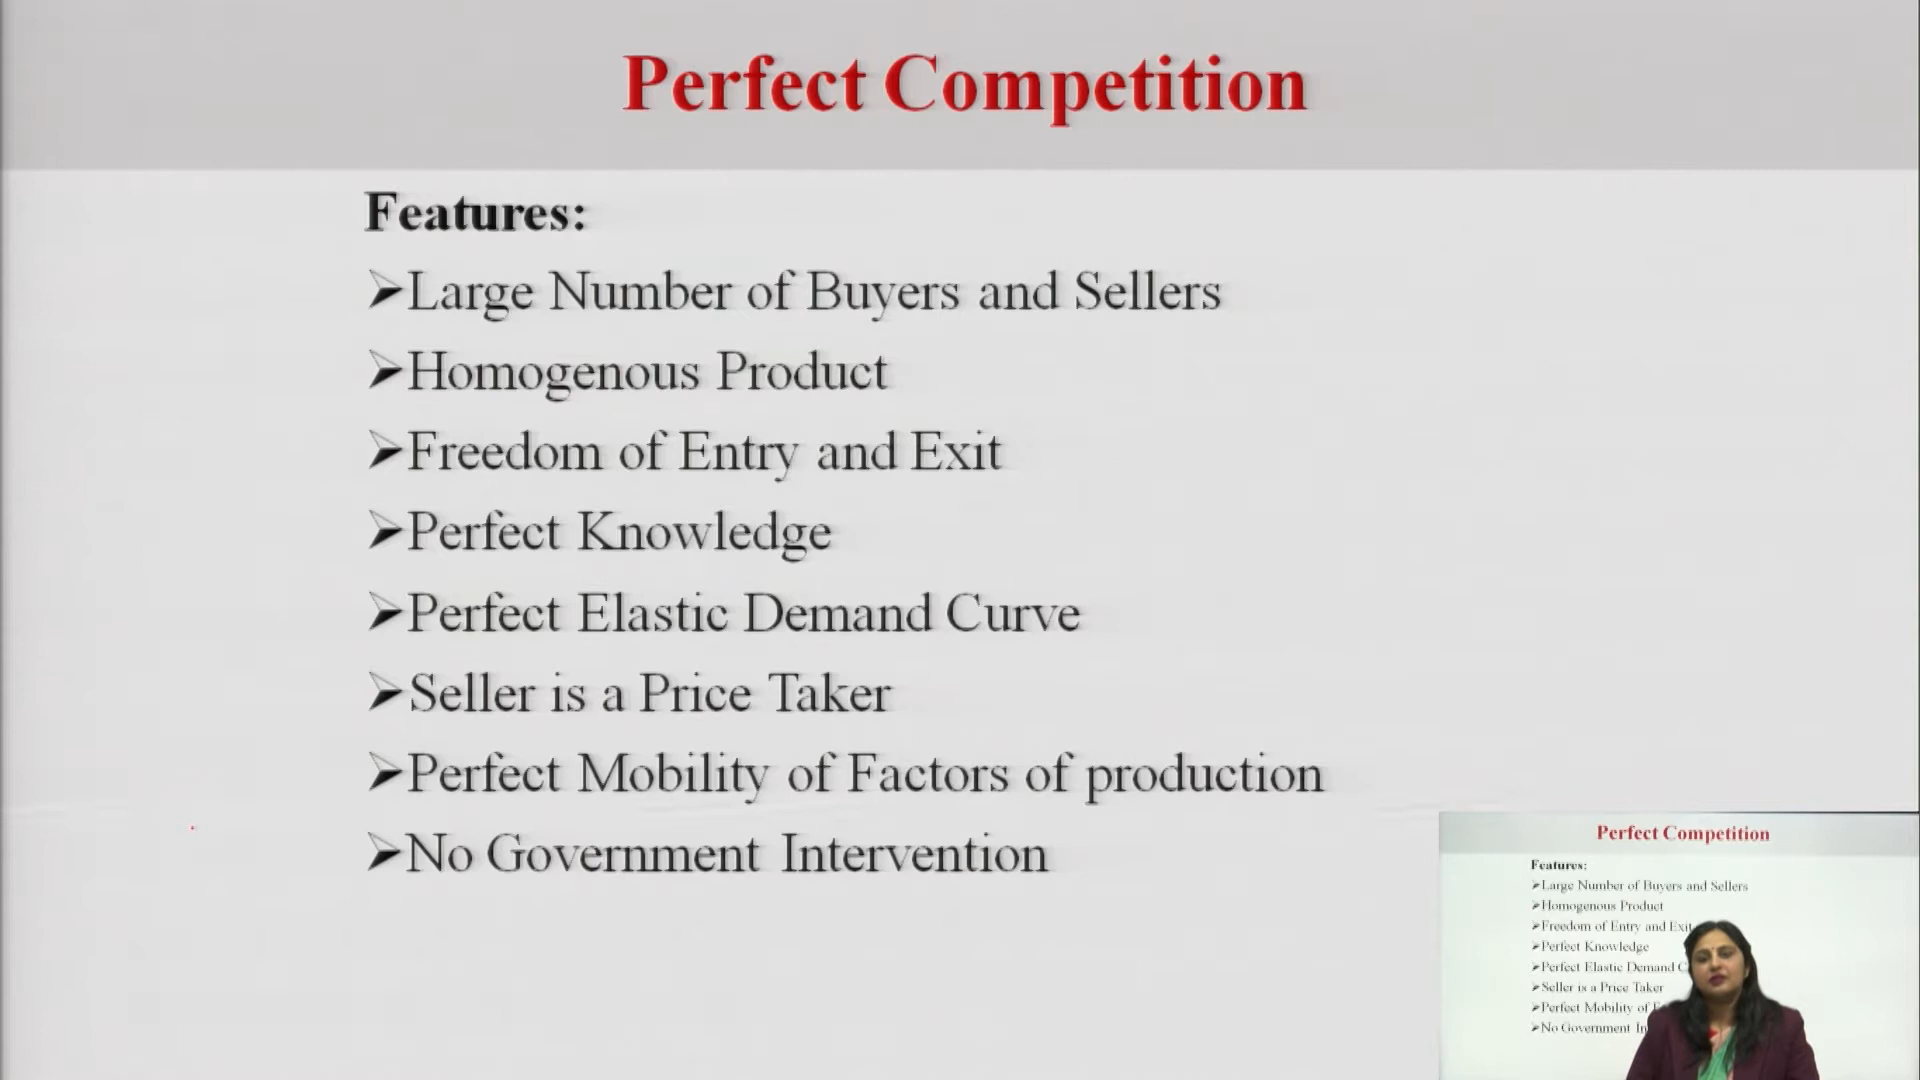 Perfect Competition
Features:
➢Large Number of Buyers and Sellers
➢Homogenous Product
➢Freedom of Entry and Exit
➢Perfect Knowledge
➢Perfect Elastic Demand Curve
➢Seller is a Price Taker
➢Perfect Mobility of Factors of production
➢No Government Intervention
Perfect Competition
Features:
➢Large Number of Buyers and Sellers
➢Homogenous Product
➢Freedom of Entry and Exit
➢Perfect Knowledge
➢Perfect Elastic Demand
➢Seller is a Price Taker
➢Perfect Mobility of
➢No Government